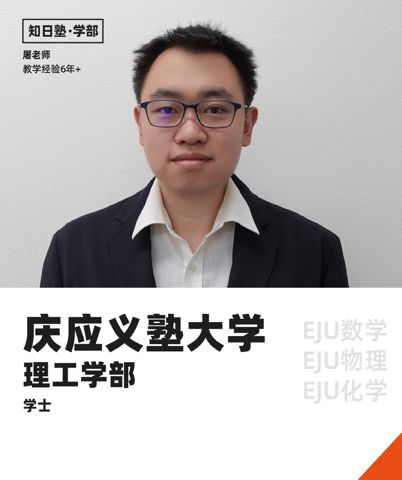 知日塾·学部
屠老师
教学经验6年+
庆应义塾大学
理工学部
学士
EJU数学
EJU物理
EJU化学